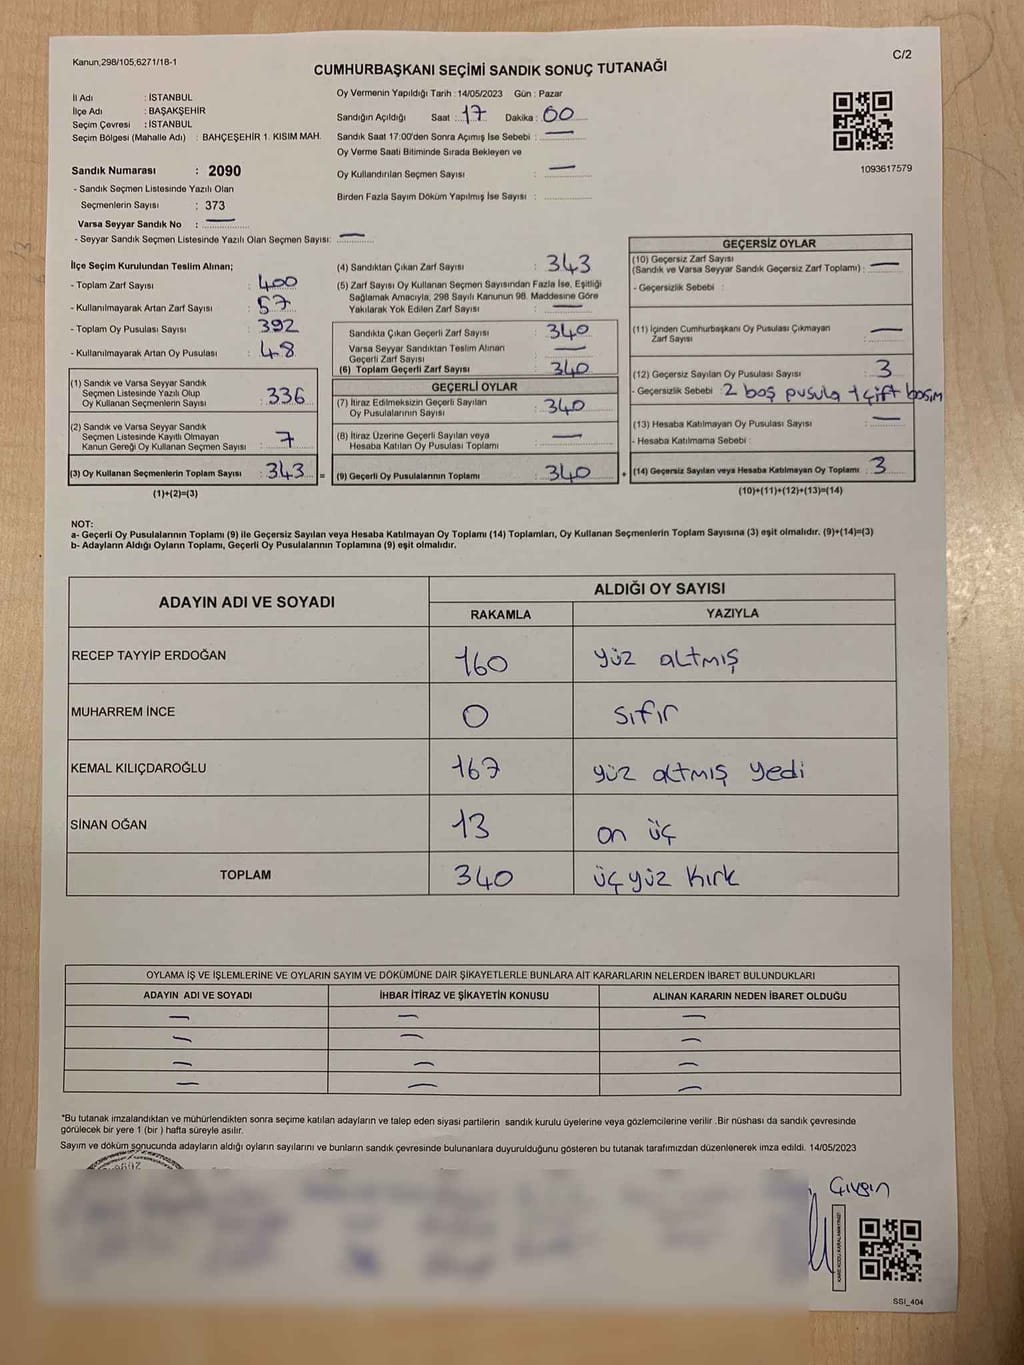 Kanun,298/105,6271/18-1
C/2
CUMHURBAŞKANI SEÇİMİ SANDIK SONUÇ TUTANAĞI
İl Adı : İSTANBUL
İlçe Adı : BAŞAKŞEHİR
Seçim Çevresi : İSTANBUL
Seçim Bölgesi (Mahalle Adı) : BAHÇEŞEHİR 1. KISIM MAH.
Sandık Numarası : 2090
- Sandık Seçmen Listesinde Yazılı Olan
Seçmenlerin Sayısı : 373
Varsa Seyyar Sandık No : —
- Seyyar Sandık Seçmen Listesinde Yazılı Olan Seçmen Sayısı: —
Oy Vermenin Yapıldığı Tarih : 14/05/2023 Gün : Pazar
Sandığın Açıldığı Saat : 17 Dakika : 00
Sandık Saat 17:00'den Sonra Açımış İse Sebebi : —
Oy Verme Saati Bitiminde Sırada Bekleyen ve
Oy Kullandırılan Seçmen Sayısı : —
Birden Fazla Sayım Döküm Yapılmış İse Sayısı :
1093617579
İlçe Seçim Kurulundan Teslim Alınan;
- Toplam Zarf Sayısı : 400
- Kullanılmayarak Artan Zarf Sayısı : 57
- Toplam Oy Pusulası Sayısı : 392
- Kullanılmayarak Artan Oy Pusulası : 48
(1) Sandık ve Varsa Seyyar Sandık
Seçmen Listesinde Yazılı Olup
Oy Kullanan Seçmenlerin Sayısı : 336
(2) Sandık ve Varsa Seyyar Sandık
Seçmen Listesinde Kayıtlı Olmayan
Kanun Gereği Oy Kullanan Seçmen Sayısı : 7
(3) Oy Kullanan Seçmenlerin Toplam Sayısı : 343 =
(1)+(2)=(3)
(4) Sandıktan Çıkan Zarf Sayısı : 343
(5) Zarf Sayısı Oy Kullanan Seçmen Sayısından Fazla İse, Eşitliği
Sağlamak Amacıyla; 298 Sayılı Kanunun 98. Maddesine Göre
Yakılarak Yok Edilen Zarf Sayısı : —
Sandıkta Çıkan Geçerli Zarf Sayısı : 340
Varsa Seyyar Sandıktan Teslim Alınan
Geçerli Zarf Sayısı : —
(6) Toplam Geçerli Zarf Sayısı : 340
GEÇERLİ OYLAR
(7) İtiraz Edilmeksizin Geçerli Sayılan
Oy Pusulalarının Sayısı : 340
(8) İtiraz Üzerine Geçerli Sayılan veya
Hesaba Katılan Oy Pusulası Toplamı : —
(9) Geçerli Oy Pusulalarının Toplamı : 340 +
GEÇERSİZ OYLAR
(10) Geçersiz Zarf Sayısı
(Sandık ve Varsa Seyyar Sandık Geçersiz Zarf Toplamı) : —
- Geçersizlik Sebebi :
(11) İçinden Cumhurbaşkanı Oy Pusulası Çıkmayan
Zarf Sayısı : —
(12) Geçersiz Sayılan Oy Pusulası Sayısı : 3
- Geçersizlik Sebebi : 2 boş pusula 1 çift basım
(13) Hesaba Katılmayan Oy Pusulası Sayısı : —
- Hesaba Katılmama Sebebi :
(14) Geçersiz Sayılan veya Hesaba Katılmayan Oy Toplamı : 3
(10)+(11)+(12)+(13)=(14)
NOT:
a- Geçerli Oy Pusulalarının Toplamı (9) ile Geçersiz Sayılan veya Hesaba Katılmayan Oy Toplamı (14) Toplamları, Oy Kullanan Seçmenlerin Toplam Sayısına (3) eşit olmalıdır. (9)+(14)=(3)
b- Adayların Aldığı Oyların Toplamı, Geçerli Oy Pusulalarının Toplamına (9) eşit olmalıdır.
ADAYIN ADI VE SOYADI ALDIĞI OY SAYISI
RAKAMLA YAZIYLA
RECEP TAYYİP ERDOĞAN 160 yüz altmış
MUHARREM İNCE 0 sıfır
KEMAL KILIÇDAROĞLU 167 yüz altmış yedi
SİNAN OĞAN 13 on üç
TOPLAM 340 üç yüz kırk
OYLAMA İŞ VE İŞLEMLERİNE VE OYLARIN SAYIM VE DÖKÜMÜNE DAİR ŞİKAYETLERLE BUNLARA AİT KARARLARIN NELERDEN İBARET BULUNDUKLARI
ADAYIN ADI VE SOYADI İHBAR İTİRAZ VE ŞİKAYETİN KONUSU ALINAN KARARIN NEDEN İBARET OLDUĞU
— — —
— — —
— — —
— — —
*Bu tutanak imzalandıktan ve mühürlendikten sonra seçime katılan adayların ve talep eden siyasi partilerin sandık kurulu üyelerine veya gözlemcilerine verilir .Bir nüshası da sandık çevresinde
görülecek bir yere 1 (bir ) hafta süreyle asılır.
Sayım ve döküm sonucunda adayların aldığı oyların sayılarını ve bunların sandık çevresinde bulunanlara duyurulduğunu gösteren bu tutanak tarafımızdan düzenlenerek imza edildi. 14/05/2023
SSI_404